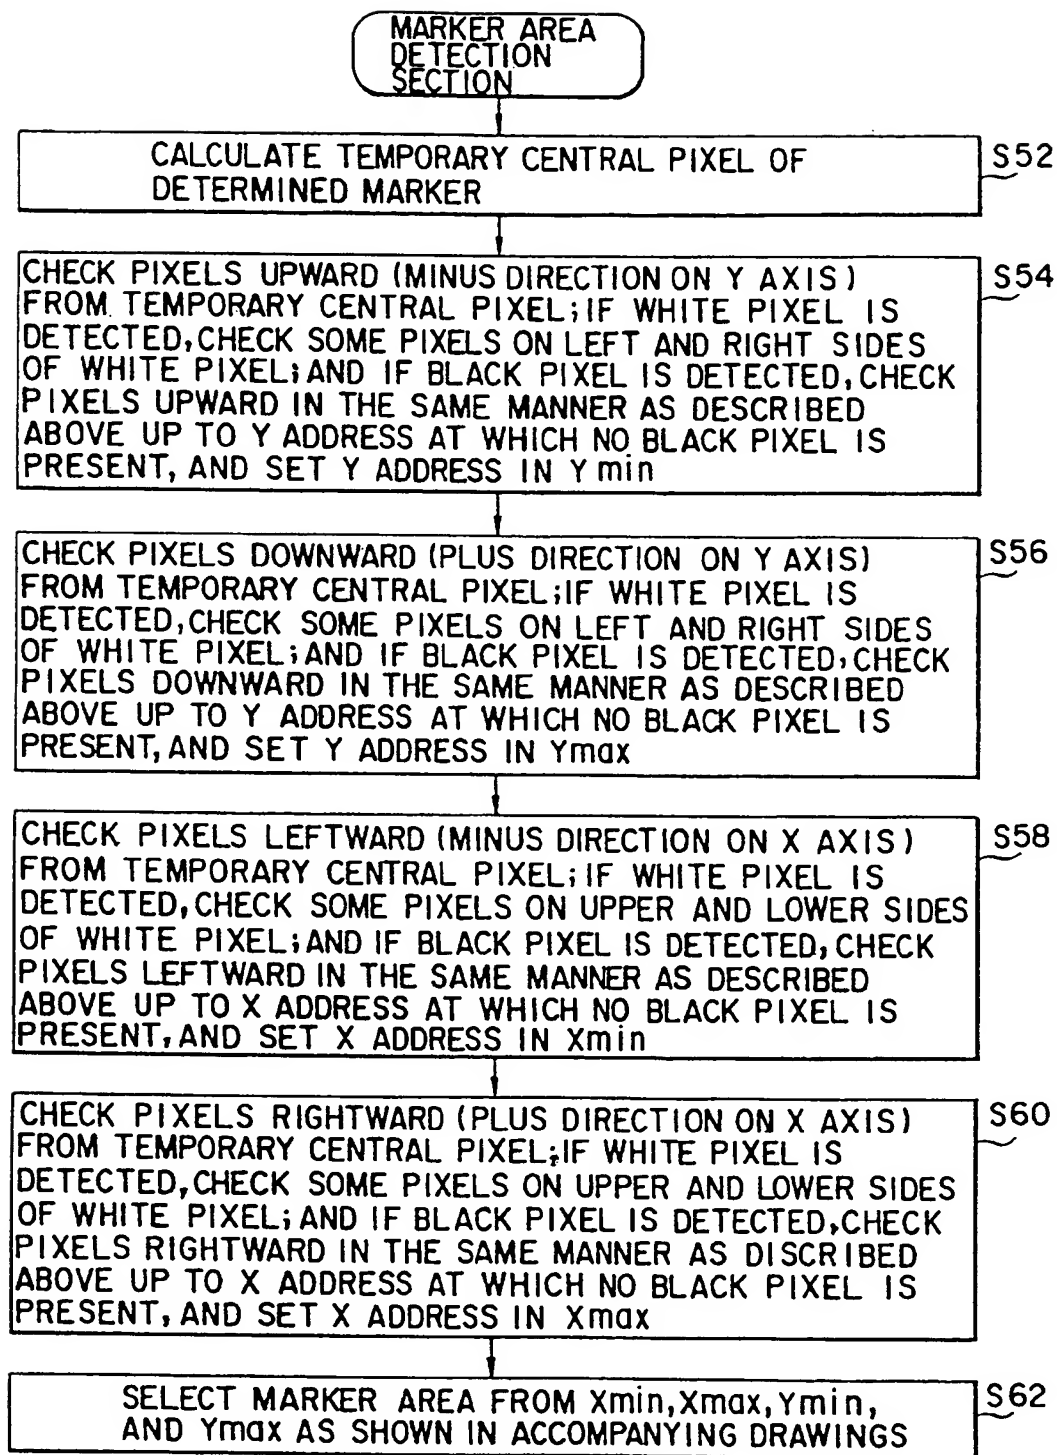 MARKER AREA
DETECTION
SECTION
CALCULATE TEMPORARY CENTRAL PIXEL OF
DETERMINED MARKER
S52
CHECK PIXELS UPWARD (MINUS DIRECTION ON Y AXIS)
FROM TEMPORARY CENTRAL PIXEL; IF WHITE PIXEL IS
DETECTED, CHECK SOME PIXELS ON LEFT AND RIGHT SIDES
OF WHITE PIXEL; AND IF BLACK PIXEL IS DETECTED, CHECK
PIXELS UPWARD IN THE SAME MANNER AS DESCRIBED
ABOVE UP TO Y ADDRESS AT WHICH NO BLACK PIXEL IS
PRESENT, AND SET Y ADDRESS IN Ymin
S54
CHECK PIXELS DOWNWARD (PLUS DIRECTION ON Y AXIS)
FROM TEMPORARY CENTRAL PIXEL; IF WHITE PIXEL IS
DETECTED, CHECK SOME PIXELS ON LEFT AND RIGHT SIDES
OF WHITE PIXEL; AND IF BLACK PIXEL IS DETECTED, CHECK
PIXELS DOWNWARD IN THE SAME MANNER AS DESCRIBED
ABOVE UP TO Y ADDRESS AT WHICH NO BLACK PIXEL IS
PRESENT, AND SET Y ADDRESS IN Ymax
S56
CHECK PIXELS LEFTWARD (MINUS DIRECTION ON X AXIS)
FROM TEMPORARY CENTRAL PIXEL; IF WHITE PIXEL IS
DETECTED, CHECK SOME PIXELS ON UPPER AND LOWER SIDES
OF WHITE PIXEL; AND IF BLACK PIXEL IS DETECTED, CHECK
PIXELS LEFTWARD IN THE SAME MANNER AS DESCRIBED
ABOVE UP TO X ADDRESS AT WHICH NO BLACK PIXEL IS
PRESENT, AND SET X ADDRESS IN Xmin
S58
CHECK PIXELS RIGHTWARD (PLUS DIRECTION ON X AXIS)
FROM TEMPORARY CENTRAL PIXEL; IF WHITE PIXEL IS
DETECTED, CHECK SOME PIXELS ON UPPER AND LOWER SIDES
OF WHITE PIXEL; AND IF BLACK PIXEL IS DETECTED, CHECK
PIXELS RIGHTWARD IN THE SAME MANNER AS DISCRIBED
ABOVE UP TO X ADDRESS AT WHICH NO BLACK PIXEL IS
PRESENT, AND SET X ADDRESS IN Xmax
S60
SELECT MARKER AREA FROM Xmin, Xmax, Ymin,
AND Ymax AS SHOWN IN ACCOMPANYING DRAWINGS
S62